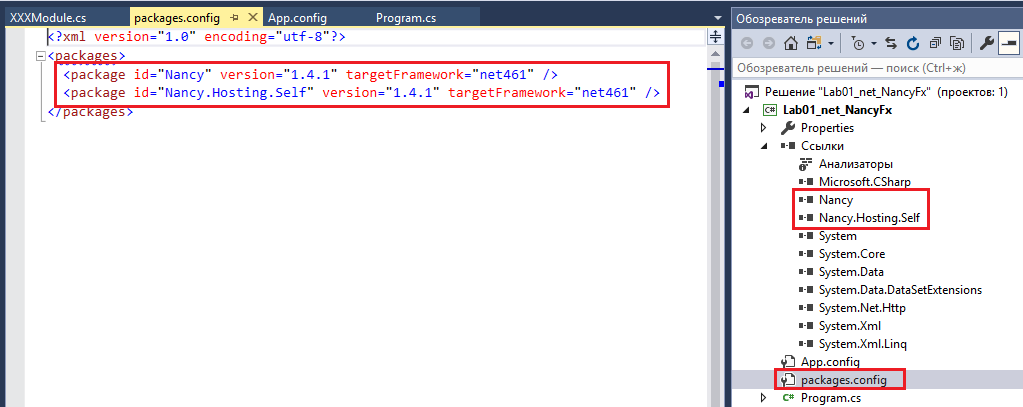 XXXModule.cs
packages.config
App.config
Program.cs
<?xml version="1.0" encoding="utf-8"?>
<packages>
<package id="Nancy" version="1.4.1" targetFramework="net461" />
<package id="Nancy.Hosting.Self" version="1.4.1" targetFramework="net461" />
</packages>
Обозреватель решений
Обозреватель решений — поиск (Ctrl+ж)
Решение "Lab01_net_NancyFx" (проектов: 1)
C# Lab01_net_NancyFx
Properties
Ссылки
Анализаторы
Microsoft.CSharp
Nancy
Nancy.Hosting.Self
System
System.Core
System.Data
System.Data.DataSetExtensions
System.Net.Http
System.Xml
System.Xml.Linq
App.config
packages.config
C# Program.cs